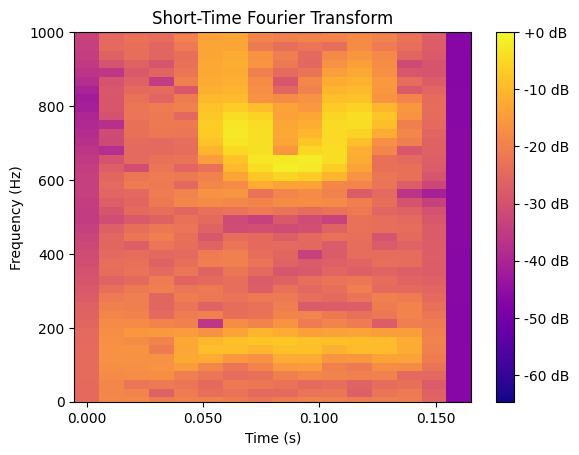 Short-Time Fourier Transform
1000
800
600
400
200
0
Frequency (Hz)
0.000
0.050
0.100
0.150
Time (s)
+0 dB
-10 dB
-20 dB
-30 dB
-40 dB
-50 dB
-60 dB